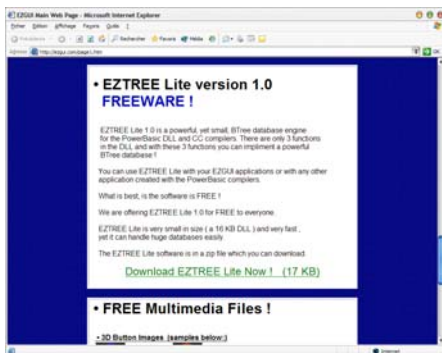 EZGUI Main Web Page - Microsoft Internet Explorer
Rechercher Favoris Média
http://ezgui.com/page1.htm
• EZTREE Lite version 1.0
FREEWARE !
EZTREE Lite 1.0 is a powerful, yet small, BTree database engine
for the PowerBasic DLL and CC compilers. There are only 3 functions
in the DLL and with these 3 functions you can impliment a powerful
BTree database !
You can use EZTREE Lite with your EZGUI applications or with any other
application created with the PowerBasic compilers.
What is best, is the software is FREE !
We are offering EZTREE Lite 1.0 for FREE to everyone.
EZTREE Lite is very small in size ( a 16 KB DLL ) and very fast ,
yet it can handle huge databases easily.
The EZTREE Lite software is in a zip file which you can download.
Download EZTREE Lite Now ! (17 KB)
• FREE Multimedia Files !
- 3D Button Images (samples below:)
Internet